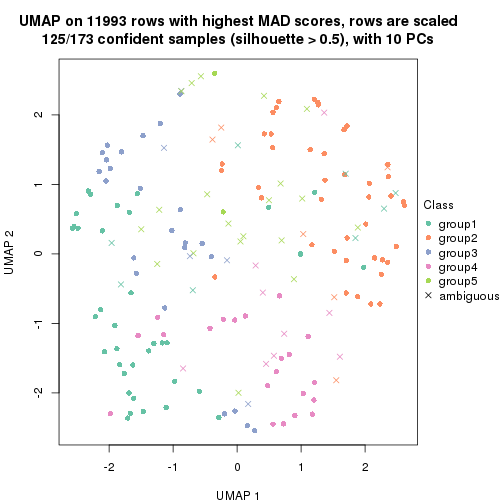 UMAP on 11993 rows with highest MAD scores, rows are scaled
125/173 confident samples (silhouette > 0.5), with 10 PCs
2
1
0
-1
-2
UMAP 2
-2
-1
0
1
2
UMAP 1
Class
group1
group2
group3
group4
group5
ambiguous